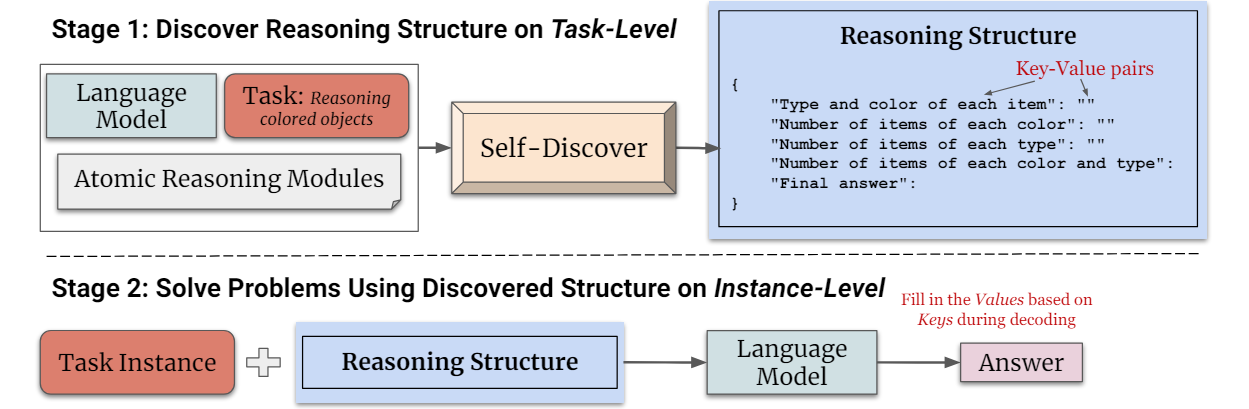 Stage 1: Discover Reasoning Structure on Task-Level
Language
Model
Task: Reasoning
colored objects
Atomic Reasoning Modules
Self-Discover
Reasoning Structure
Key-Value pairs
{
"Type and color of each item": ""
"Number of items of each color": ""
"Number of items of each type": ""
"Number of items of each color and type":
"Final answer":
}
Stage 2: Solve Problems Using Discovered Structure on Instance-Level
Fill in the Values based on
Keys during decoding
Task Instance
Reasoning Structure
Language
Model
Answer